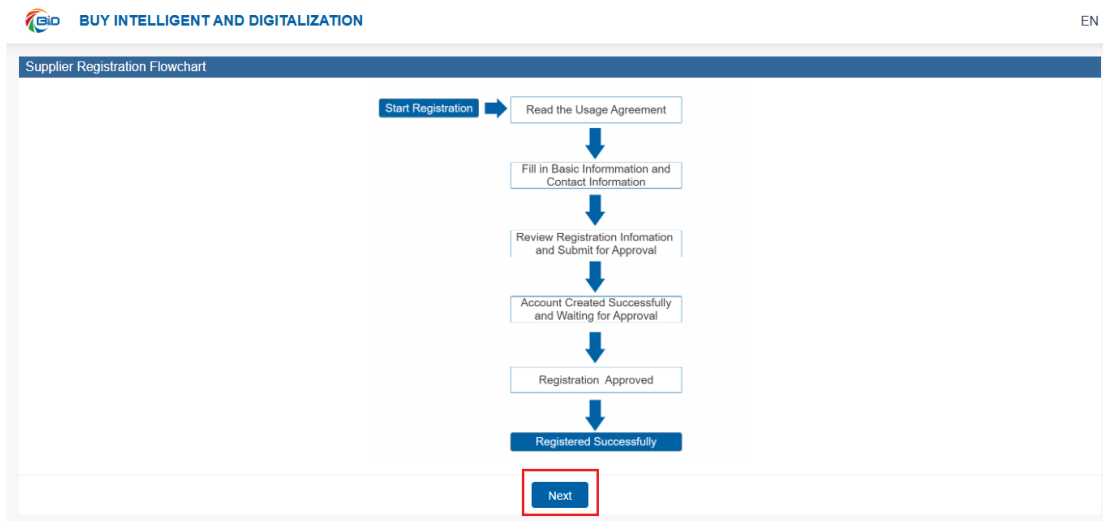 BiD BUY INTELLIGENT AND DIGITALIZATION
EN
Supplier Registration Flowchart
Start Registration
Read the Usage Agreement
Fill in Basic Informmation and
Contact Information
Review Registration Infomation
and Submit for Approval
Account Created Successfully
and Waiting for Approval
Registration Approved
Registered Successfully
Next